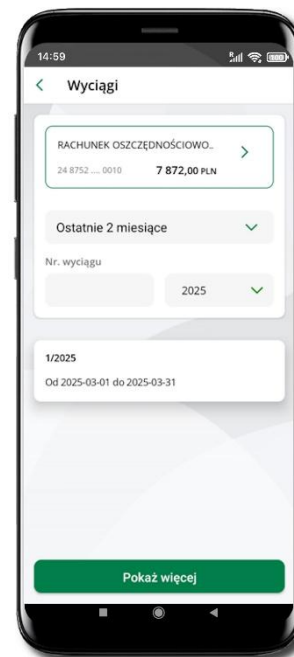 14:59
R
Wyciągi
RACHUNEK OSZCZĘDNOŚCIOWO..
24 8752 .... 0010 7 872,00 PLN
Ostatnie 2 miesiące
Nr. wyciągu
2025
1/2025
Od 2025-03-01 do 2025-03-31
Pokaż więcej